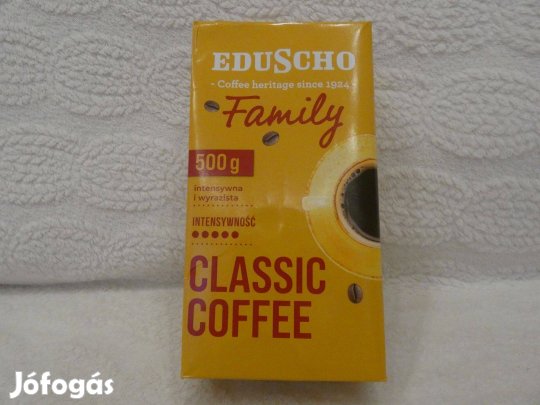 EDUSCHO
- Coffee heritage since 1924 -
Family
500 g
intensywna
i wyrazista
INTENSYWNOŚĆ
CLASSIC
COFFEE
Jófogás